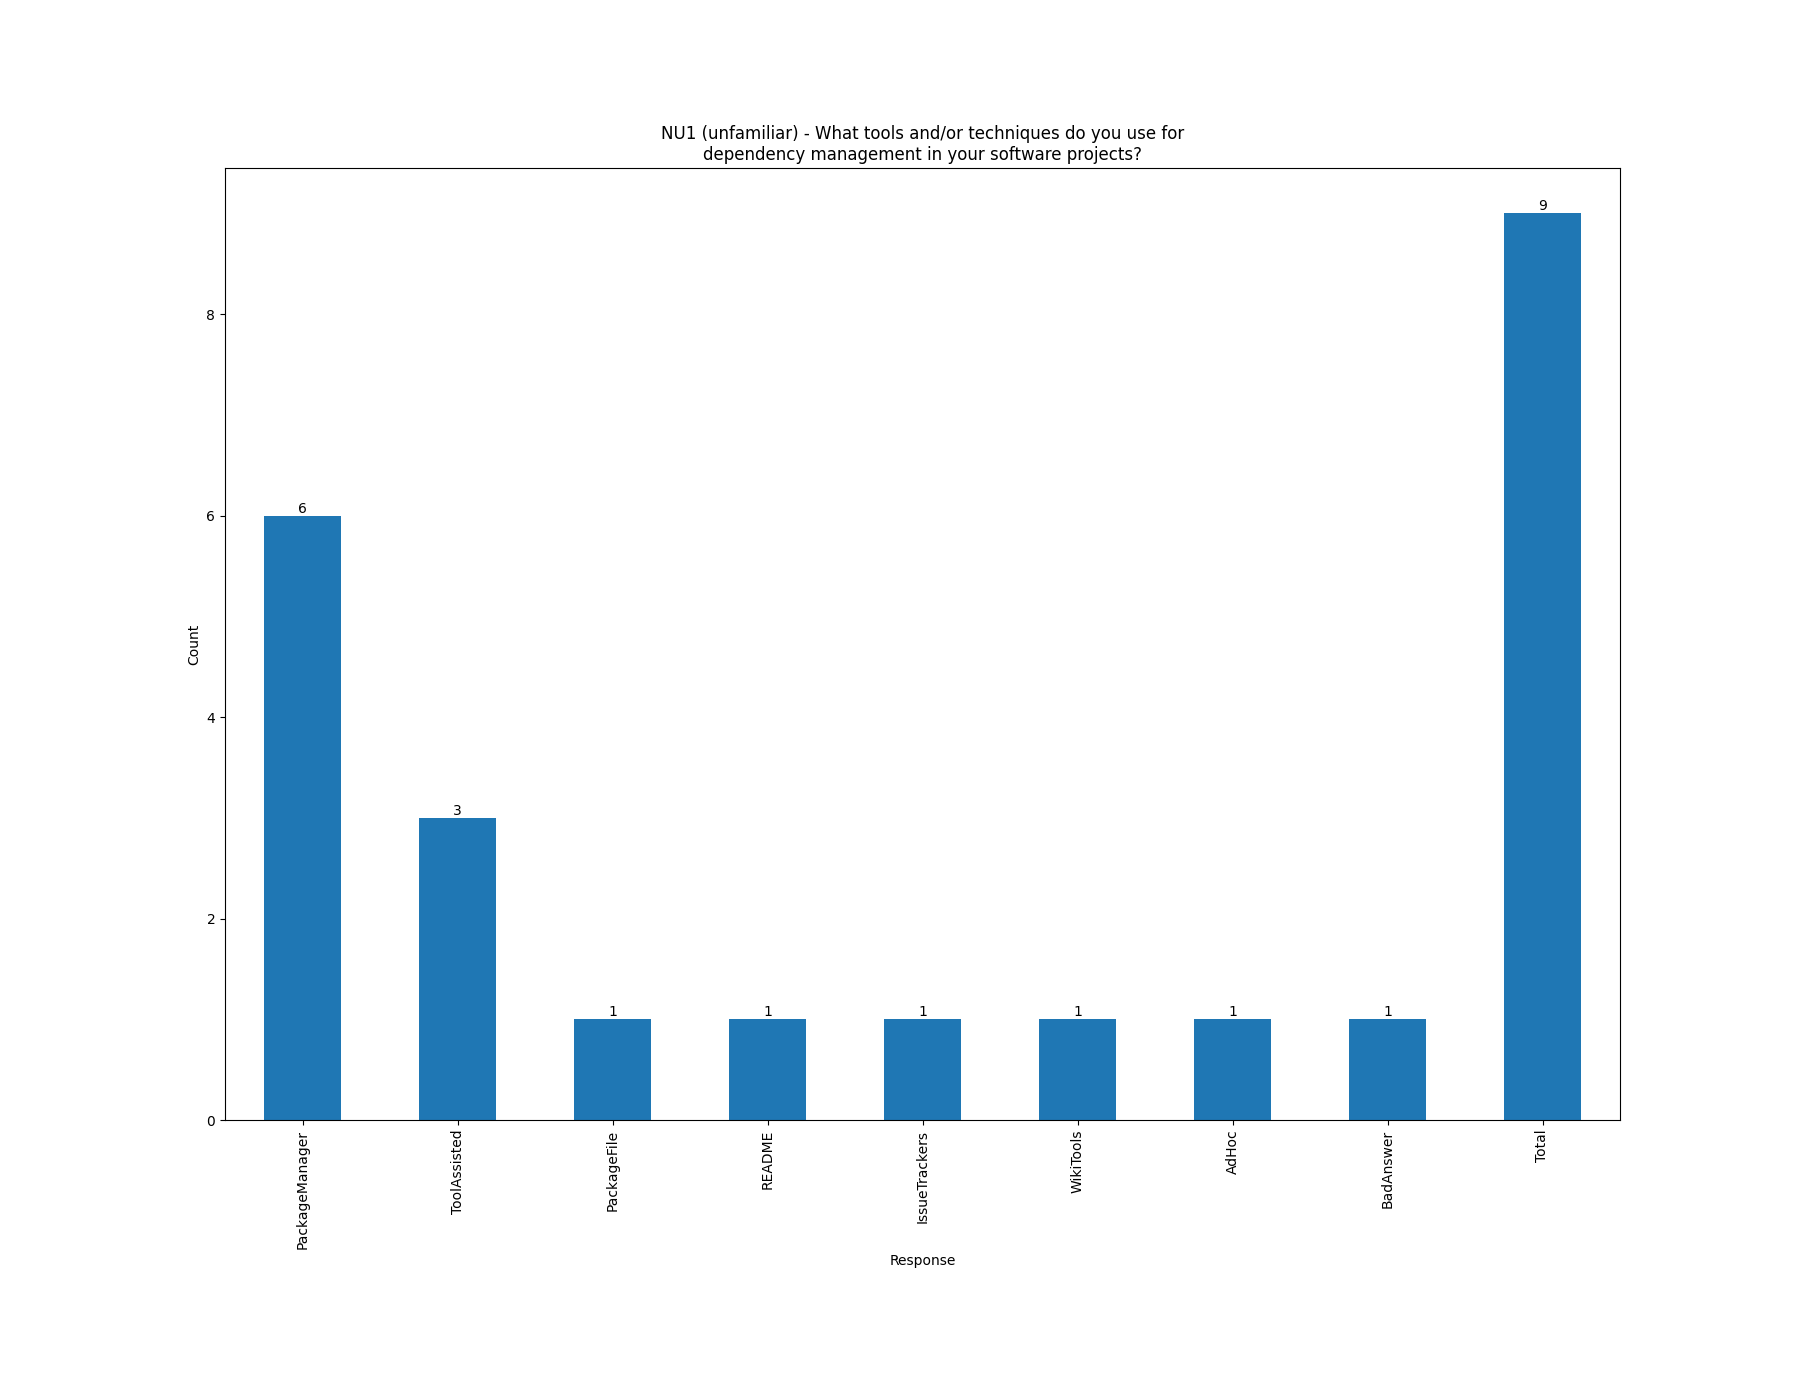 NU1 (unfamiliar) - What tools and/or techniques do you use for
dependency management in your software projects?
Count
8
6
4
2
0
6
3
1
1
1
1
1
1
9
PackageManager
ToolAssisted
PackageFile
README
IssueTrackers
WikiTools
AdHoc
BadAnswer
Total
Response